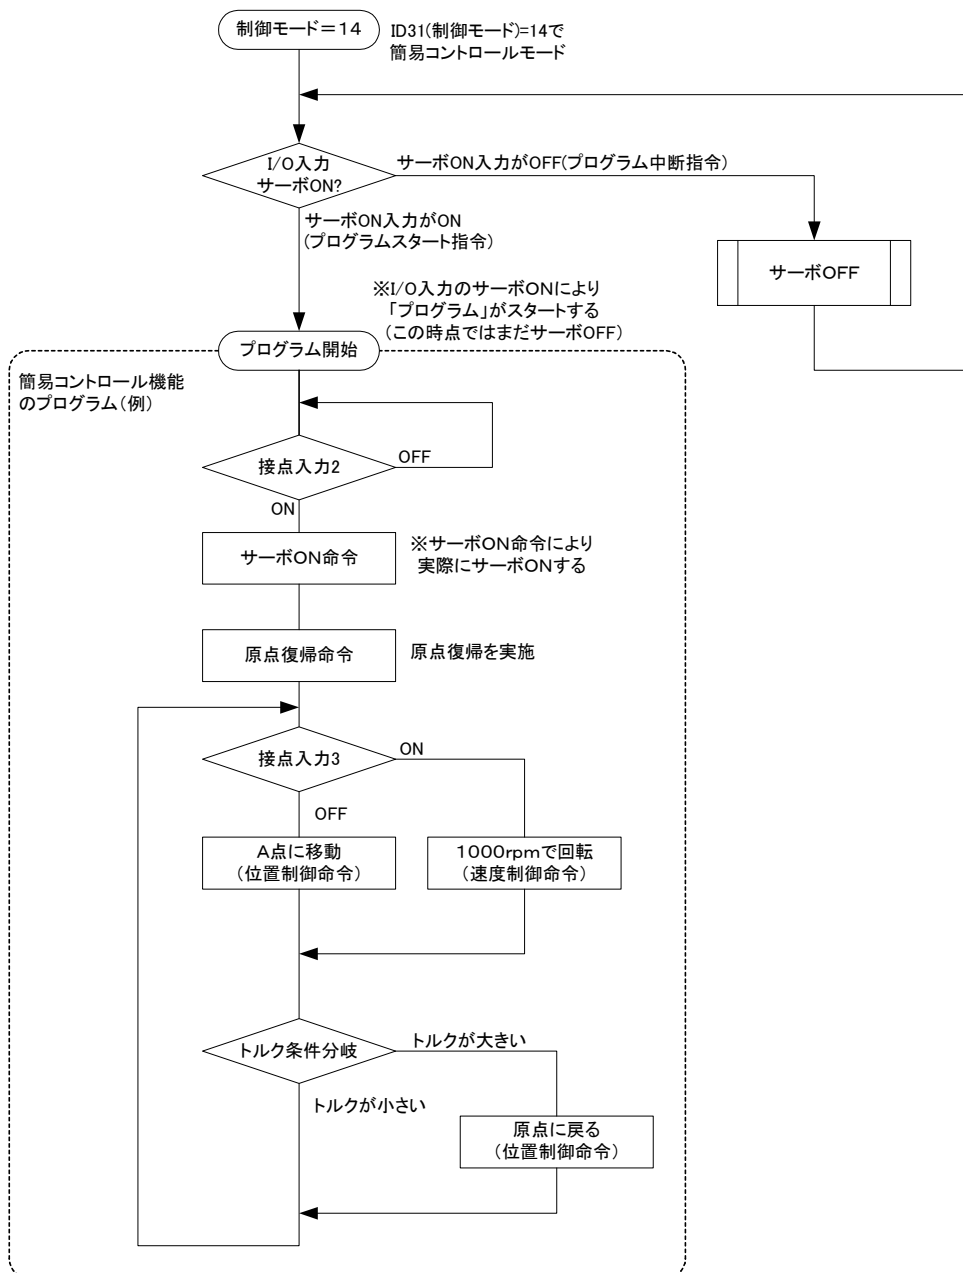 制御モード＝14
ID31(制御モード)=14で
簡易コントロールモード
I/O入力
サーボON?
サーボON入力がOFF(プログラム中断指令)
サーボON入力がON
(プログラムスタート指令)
サーボOFF
※I/O入力のサーボONにより
「プログラム」がスタートする
(この時点ではまだサーボOFF)
プログラム開始
簡易コントロール機能
のプログラム(例)
接点入力2
OFF
ON
サーボON命令
※サーボON命令により
実際にサーボONする
原点復帰命令
原点復帰を実施
接点入力3
ON
OFF
A点に移動
(位置制御命令)
1000rpmで回転
(速度制御命令)
トルク条件分岐
トルクが大きい
トルクが小さい
原点に戻る
(位置制御命令)